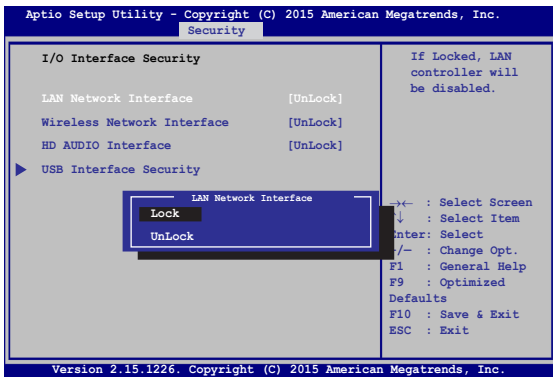 Aptio Setup Utility - Copyright (C) 2015 American Megatrends, Inc.
Security
I/O Interface Security
LAN Network Interface [UnLock]
Wireless Network Interface [UnLock]
HD AUDIO Interface [UnLock]
USB Interface Security
If Locked, LAN
controller will
be disabled.
LAN Network Interface
Lock
UnLock
→← : Select Screen
↑↓ : Select Item
Enter: Select
+/− : Change Opt.
F1 : General Help
F9 : Optimized
Defaults
F10 : Save & Exit
ESC : Exit
Version 2.15.1226. Copyright (C) 2015 American Megatrends, Inc.